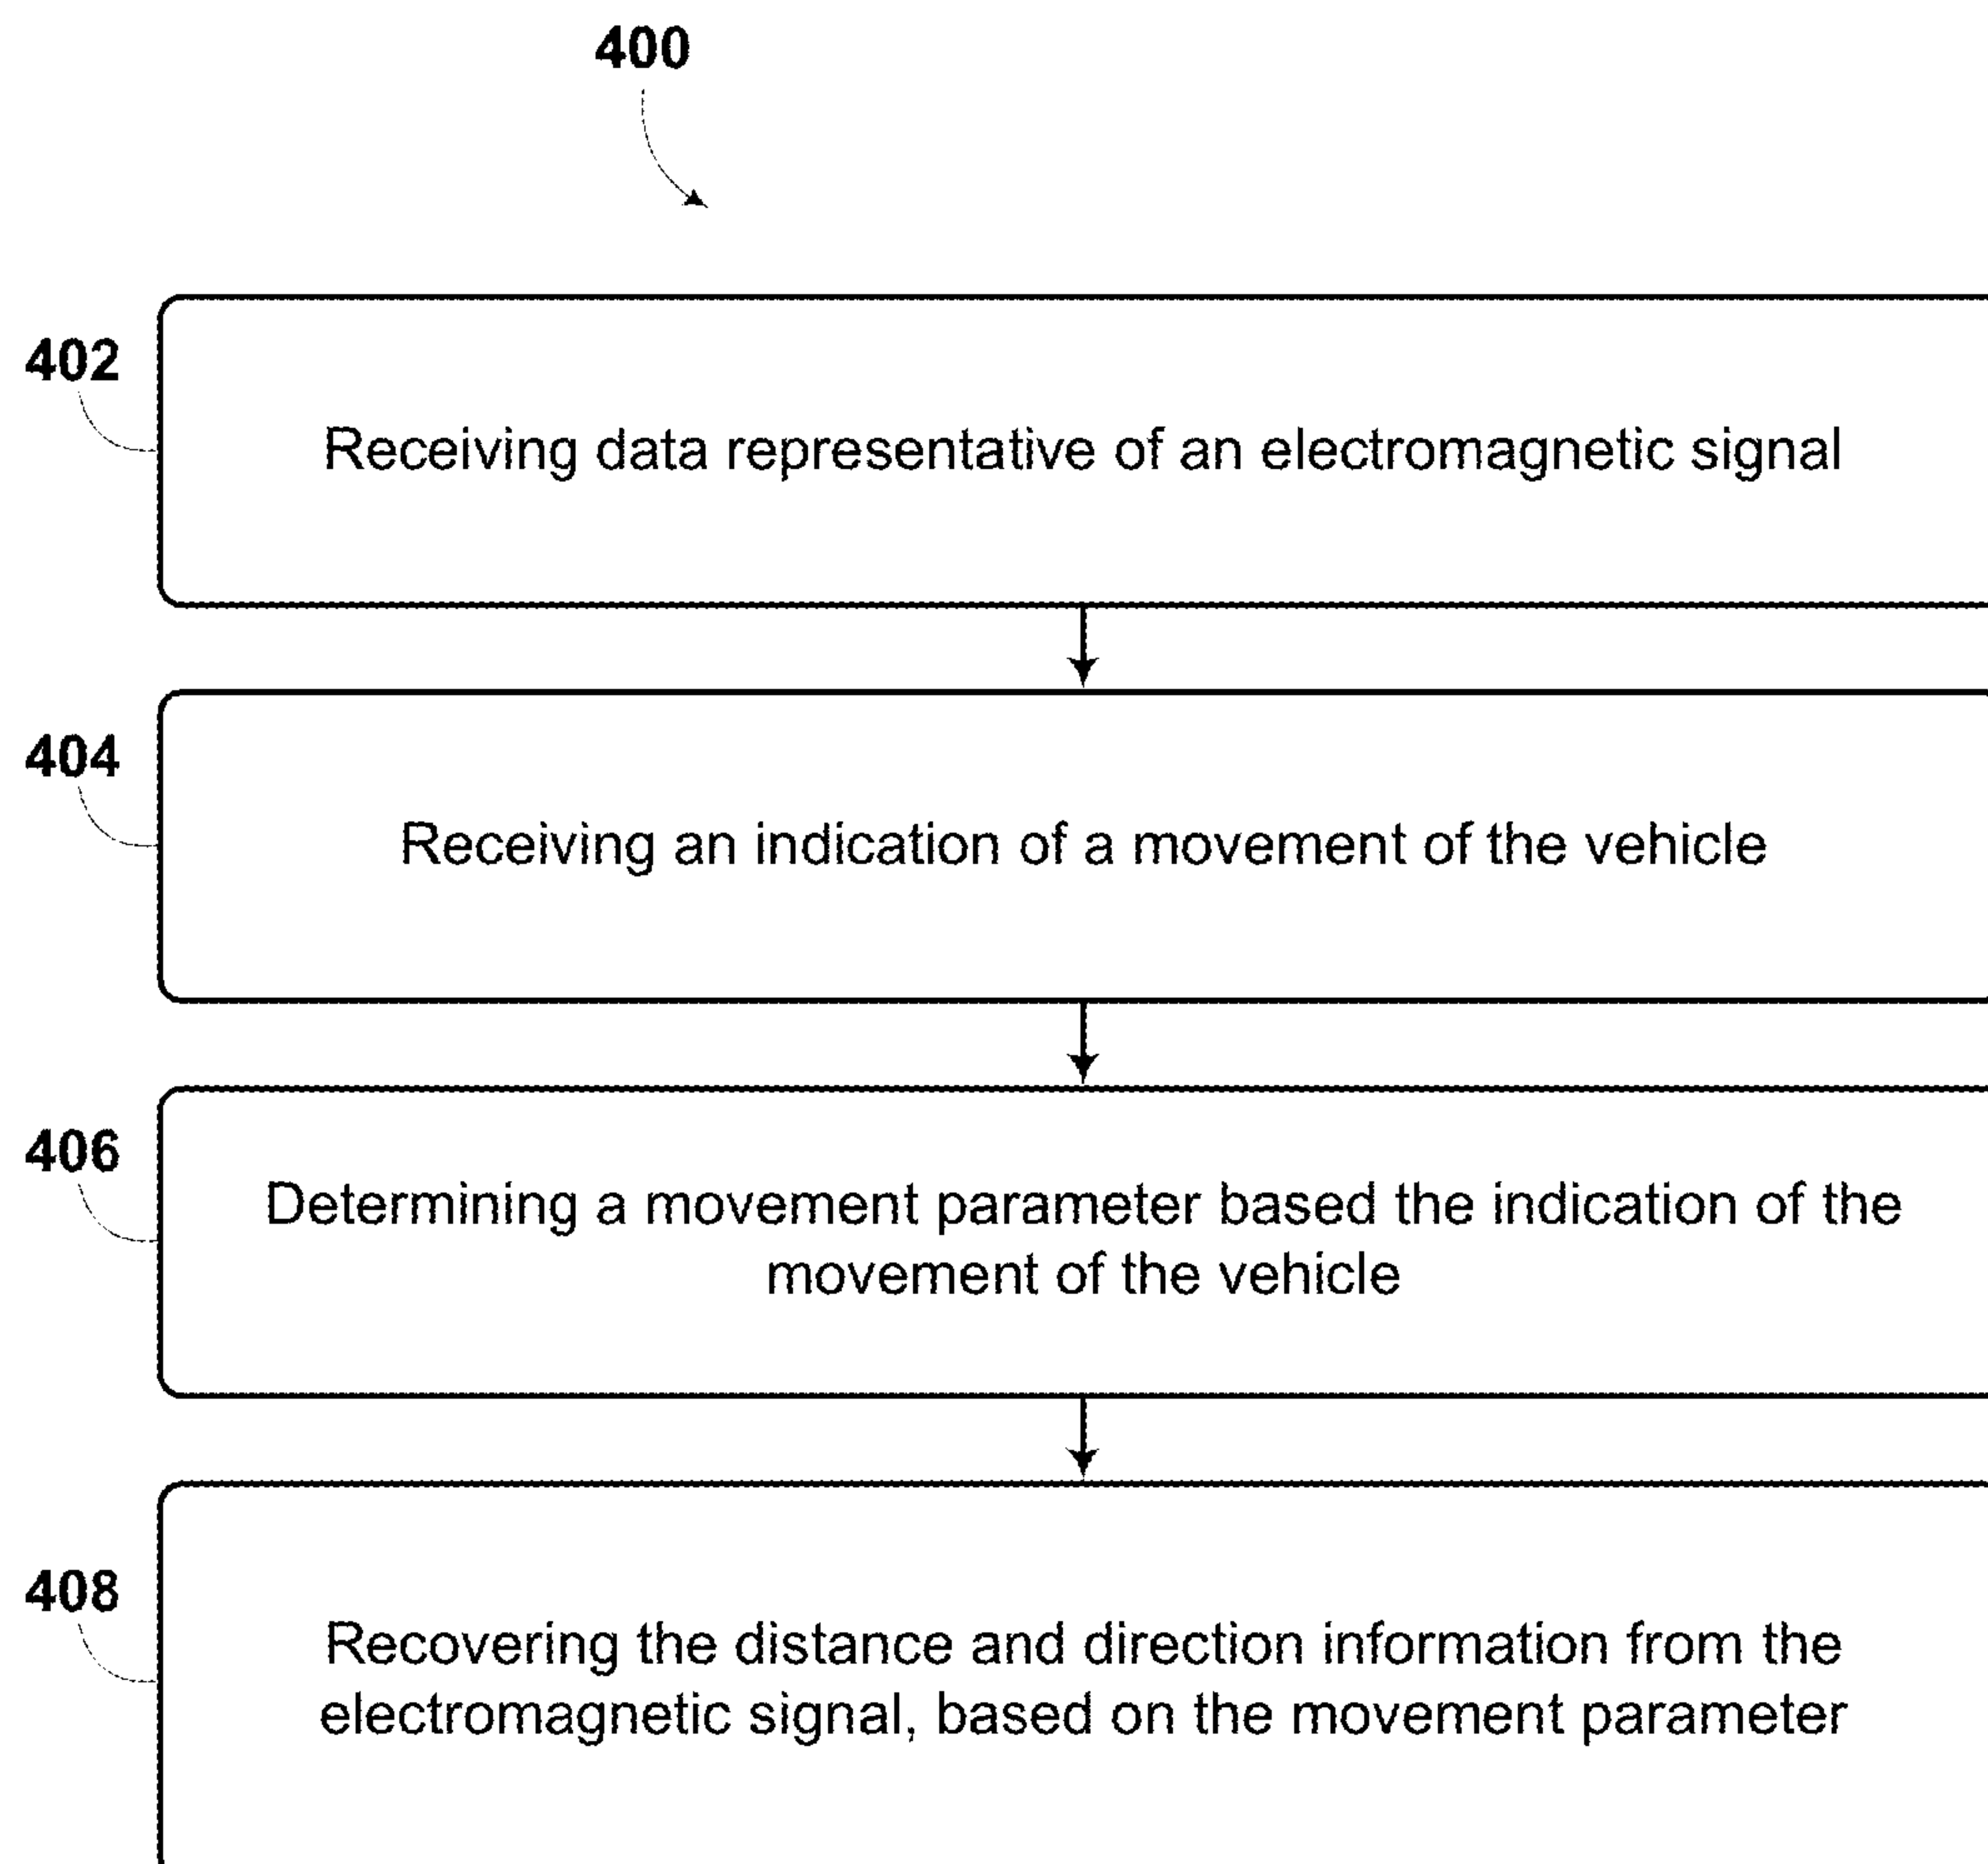 400
402
Receiving data representative of an electromagnetic signal
404
Receiving an indication of a movement of the vehicle
406
Determining a movement parameter based the indication of the
movement of the vehicle
408
Recovering the distance and direction information from the
electromagnetic signal, based on the movement parameter